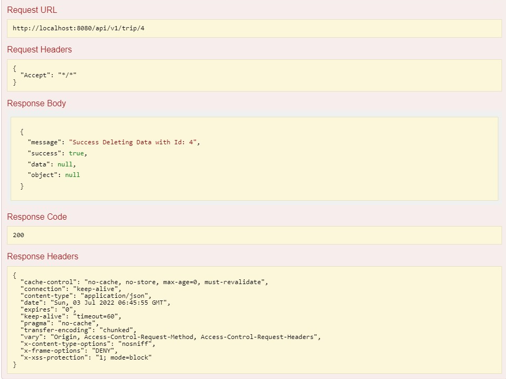 Request URL
http://localhost:8080/api/v1/trip/4
Request Headers
{
"Accept": "*/*"
}
Response Body
{
"message": "Success Deleting Data with Id: 4",
"success": true,
"data": null,
"object": null
}
Response Code
200
Response Headers
{
"cache-control": "no-cache, no-store, max-age=0, must-revalidate",
"connection": "keep-alive",
"content-type": "application/json",
"date": "Sun, 03 Jul 2022 06:45:55 GMT",
"expires": "0",
"keep-alive": "timeout=60",
"pragma": "no-cache",
"transfer-encoding": "chunked",
"vary": "Origin, Access-Control-Request-Method, Access-Control-Request-Headers",
"x-content-type-options": "nosniff",
"x-frame-options": "DENY",
"x-xss-protection": "1; mode=block"
}